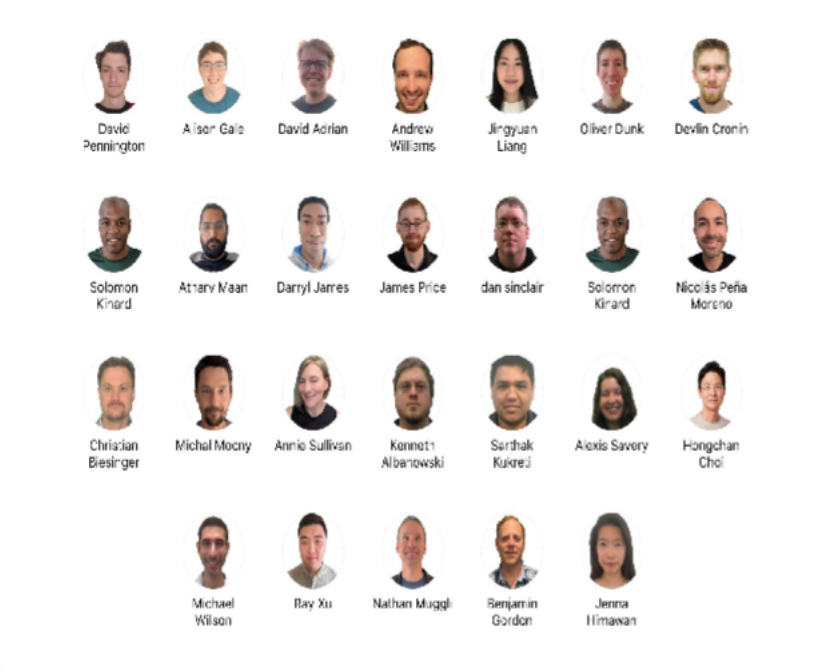 David
Pennington
Alison Gale
David Adrian
Andrew
Williams
Jingyuan
Liang
Oliver Dunk
Devlin Cronin
Solomon
Kinard
Atharv Maan
Darryl James
James Price
dan sinclair
Solomon
Kinard
Nicolás Peña
Moreno
Christian
Biesinger
Michal Mocny
Annie Sullivan
Kenneth
Albanowski
Sarthak
Kukreti
Alexis Savery
Hongchan
Choi
Michael
Wilson
Ray Xu
Nathan Muggli
Benjamin
Gordon
Jenna
Himawan